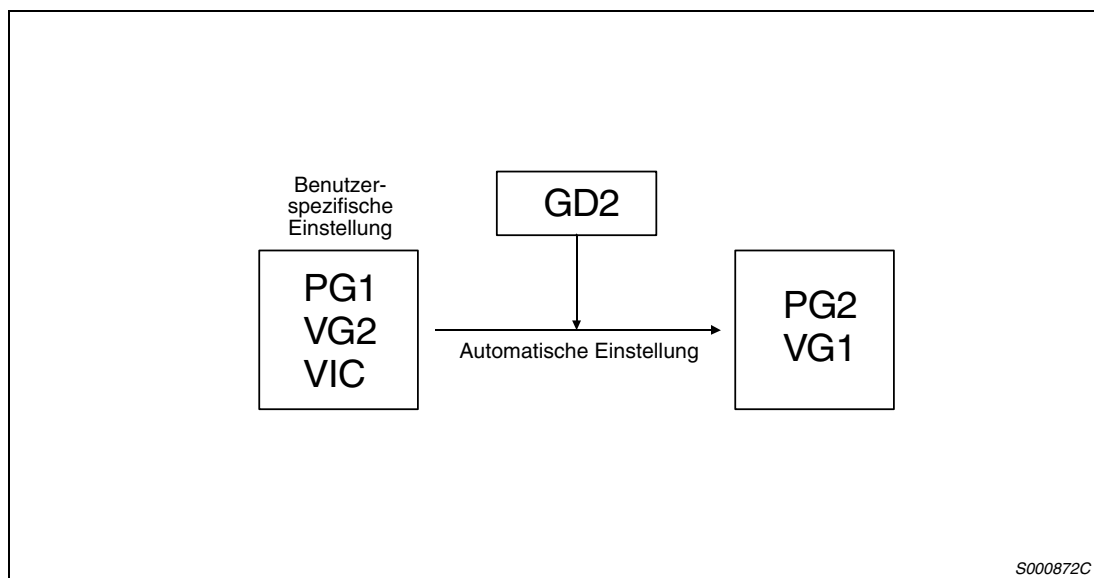 Benutzer-
spezifische
Einstellung
PG1
VG2
VIC
GD2
Automatische Einstellung
PG2
VG1
S000872C